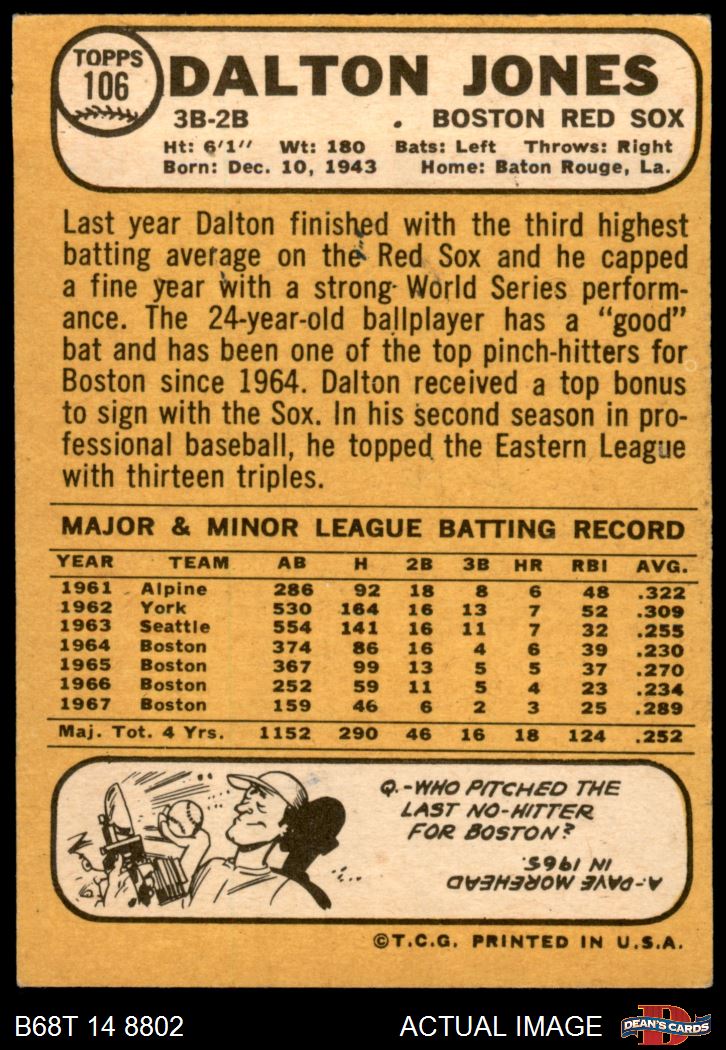 TOPPS
106
DALTON JONES
3B-2B
BOSTON RED SOX
Ht: 6'1" Wt: 180 Bats: Left Throws: Right
Born: Dec. 10, 1943 Home: Baton Rouge, La.
Last year Dalton finished with the third highest
batting average on the Red Sox and he capped
a fine year with a strong World Series perform-
ance. The 24-year-old ballplayer has a "good"
bat and has been one of the top pinch-hitters for
Boston since 1964. Dalton received a top bonus
to sign with the Sox. In his second season in pro-
fessional baseball, he topped the Eastern League
with thirteen triples.
MAJOR & MINOR LEAGUE BATTING RECORD
YEAR TEAM AB H 2B 3B HR RBI AVG.
1961 Alpine 286 92 18 8 6 48 .322
1962 York 530 164 16 13 7 52 .309
1963 Seattle 554 141 16 11 7 32 .255
1964 Boston 374 86 16 4 6 39 .230
1965 Boston 367 99 13 5 5 37 .270
1966 Boston 252 59 11 5 4 23 .234
1967 Boston 159 46 6 2 3 25 .289
Maj. Tot. 4 Yrs. 1152 290 46 16 18 124 .252
Q.-WHO PITCHED THE
LAST NO-HITTER
FOR BOSTON?
A.-DAVE MOREHEAD
IN 1965.
©T.C.G. PRINTED IN U.S.A.
B68T 14 8802
ACTUAL IMAGE
D
DEAN'S CARDS